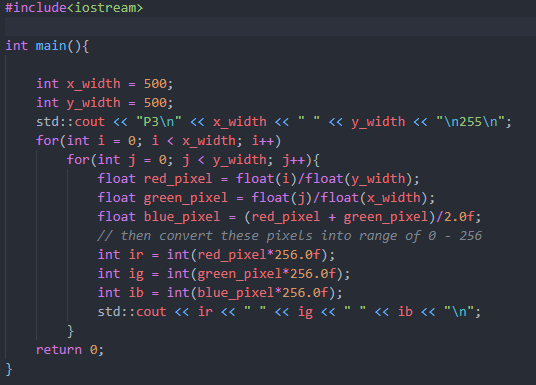 #include<iostream>

int main(){

    int x_width = 500;
    int y_width = 500;
    std::cout << "P3\n" << x_width << " " << y_width << "\n255\n";
    for(int i = 0; i < x_width; i++)
        for(int j = 0; j < y_width; j++){
            float red_pixel = float(i)/float(y_width);
            float green_pixel = float(j)/float(x_width);
            float blue_pixel = (red_pixel + green_pixel)/2.0f;
            // then convert these pixels into range of 0 - 256
            int ir = int(red_pixel*256.0f);
            int ig = int(green_pixel*256.0f);
            int ib = int(blue_pixel*256.0f);
            std::cout << ir << " " << ig << " " << ib << "\n";
        }
    return 0;
}